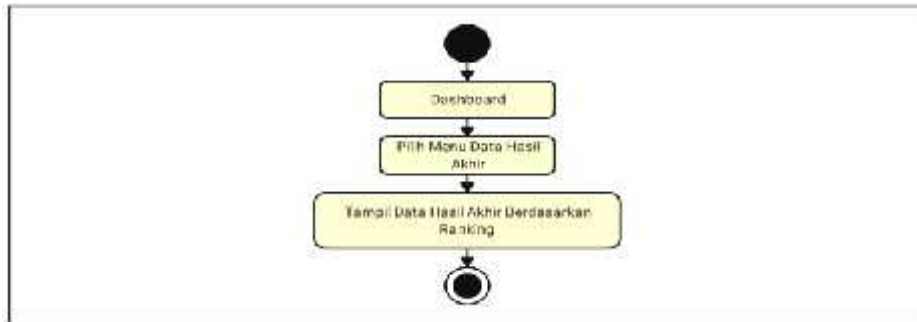 Dashboard
Pilih Menu Data Hasil
Akhir
Tampil Data Hasil Akhir Berdasarkan
Ranking